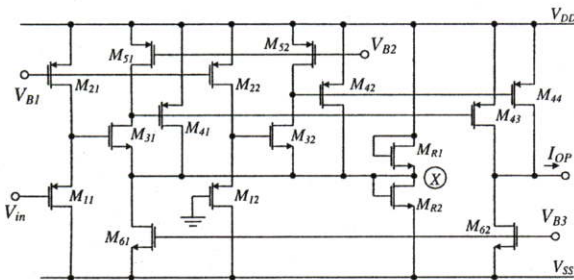 V_DD
M_51
M_52
V_B2
V_B1
M_21
M_22
M_42
M_44
M_31
M_41
M_32
M_43
M_R1
X
I_OP
V_in
M_11
M_12
M_R2
M_61
M_62
V_B3
V_SS